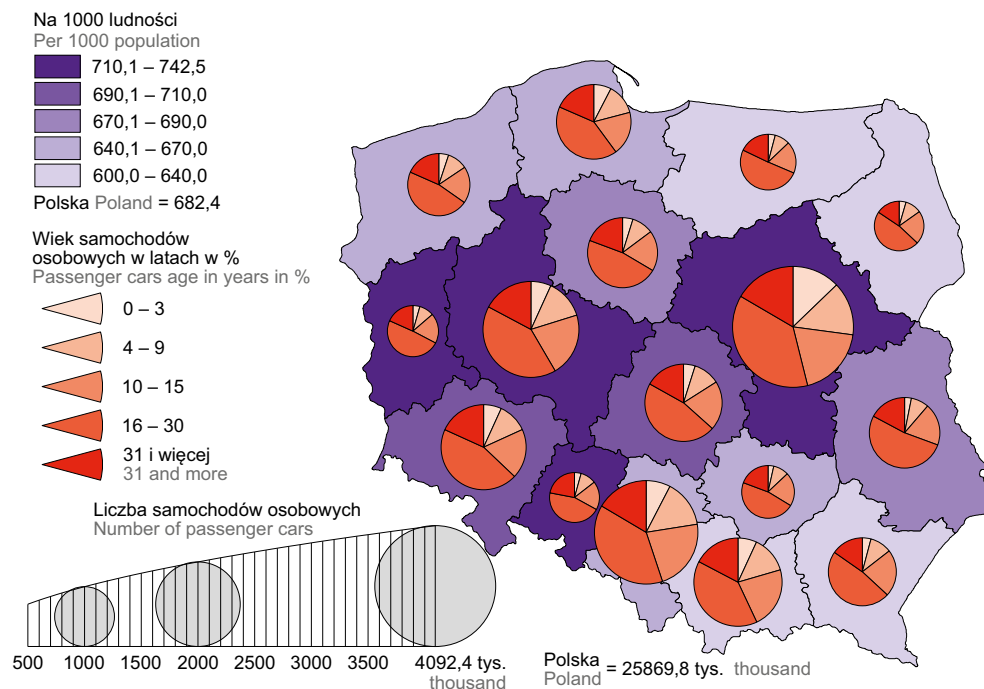 Na 1000 ludności
Per 1000 population
710,1 – 742,5
690,1 – 710,0
670,1 – 690,0
640,1 – 670,0
600,0 – 640,0
Polska Poland = 682,4
Wiek samochodów
osobowych w latach w %
Passenger cars age in years in %
0 – 3
4 – 9
10 – 15
16 – 30
31 i więcej
31 and more
Liczba samochodów osobowych
Number of passenger cars
500 1000 1500 2000 2500 3000 3500 4092,4 tys.
thousand
Polska
Poland = 25869,8 tys. thousand